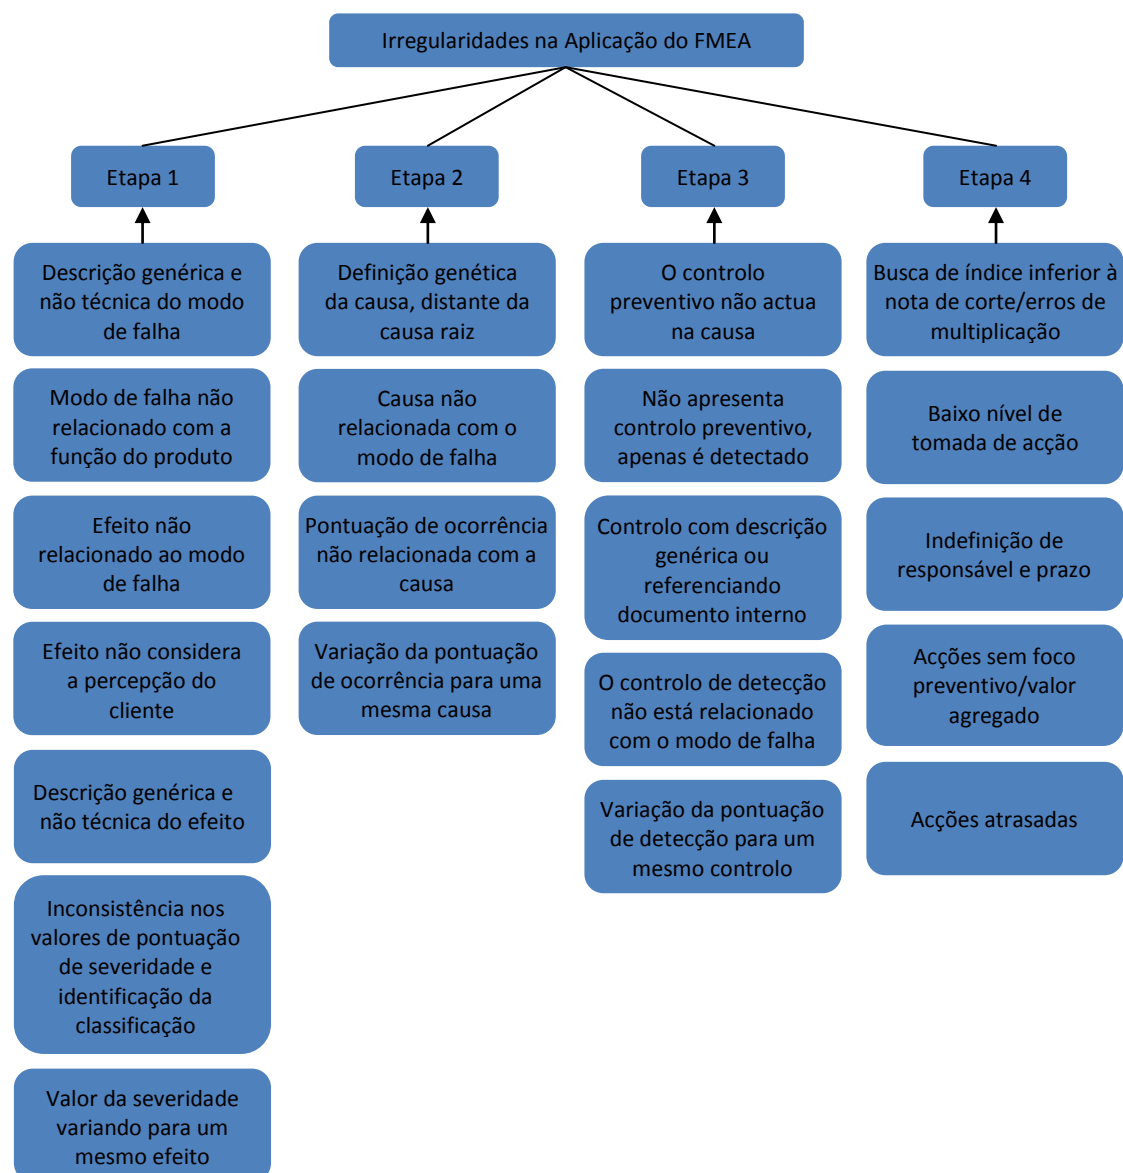 Irregularidades na Aplicação do FMEA
Etapa 1
Descrição genérica e
não técnica do modo
de falha
Modo de falha não
relacionado com a
função do produto
Efeito não
relacionado ao modo
de falha
Efeito não considera
a percepção do
cliente
Descrição genérica e
não técnica do efeito
Inconsistência nos
valores de pontuação
de severidade e
identificação da
classificação
Valor da severidade
variando para um
mesmo efeito
Etapa 2
Definição genética
da causa, distante da
causa raiz
Causa não
relacionada com o
modo de falha
Pontuação de ocorrência
não relacionada com a
causa
Variação da pontuação
de ocorrência para uma
mesma causa
Etapa 3
O controlo
preventivo não actua
na causa
Não apresenta
controlo preventivo,
apenas é detectado
Controlo com descrição
genérica ou
referenciando
documento interno
O controlo de detecção
não está relacionado
com o modo de falha
Variação da pontuação
de detecção para um
mesmo controlo
Etapa 4
Busca de índice inferior à
nota de corte/erros de
multiplicação
Baixo nível de
tomada de acção
Indefinição de
responsável e prazo
Acções sem foco
preventivo/valor
agregado
Acções atrasadas